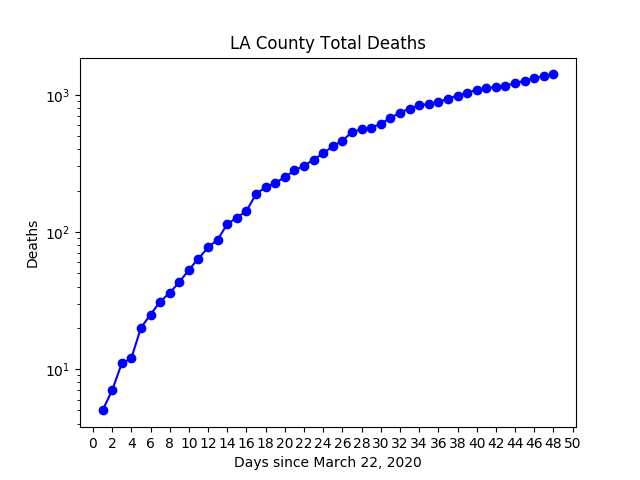 LA County Total Deaths
Deaths
10³
10²
10¹
0 2 4 6 8 10 12 14 16 18 20 22 24 26 28 30 32 34 36 38 40 42 44 46 48 50
Days since March 22, 2020